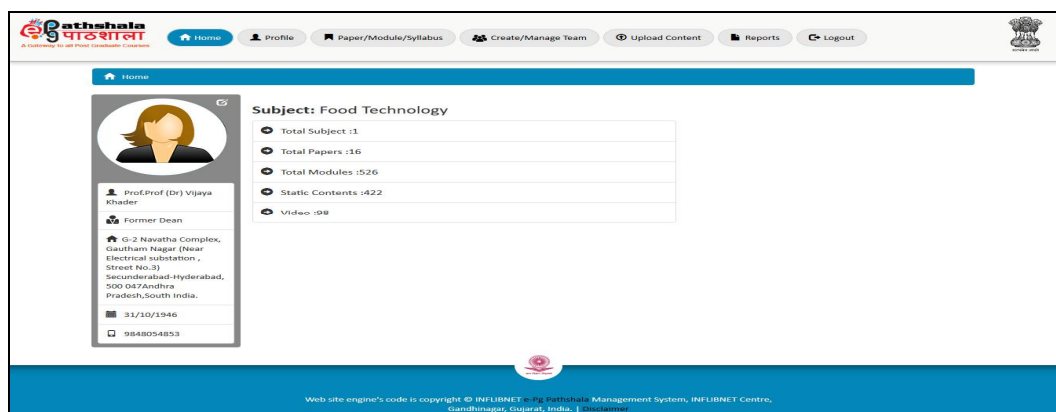 ePathshala
पाठशाला
A Gateway to all Post Graduate Courses
Home
Profile
Paper/Module/Syllabus
Create/Manage Team
Upload Content
Reports
Logout
सत्यमेव जयते
Home
Subject: Food Technology
Total Subject :1
Total Papers :16
Total Modules :526
Static Contents :422
Video :98
Prof.Prof (Dr) Vijaya
Khader
Former Dean
G-2 Navatha Complex,
Gautham Nagar (Near
Electrical substation ,
Street No.3)
Secunderabad-Hyderabad,
500 047Andhra
Pradesh,South India.
31/10/1946
9848054853
Web site engine's code is copyright © INFLIBNET e-Pg Pathshala Management System, INFLIBNET Centre,
Gandhinagar, Gujarat, India. | Disclaimer